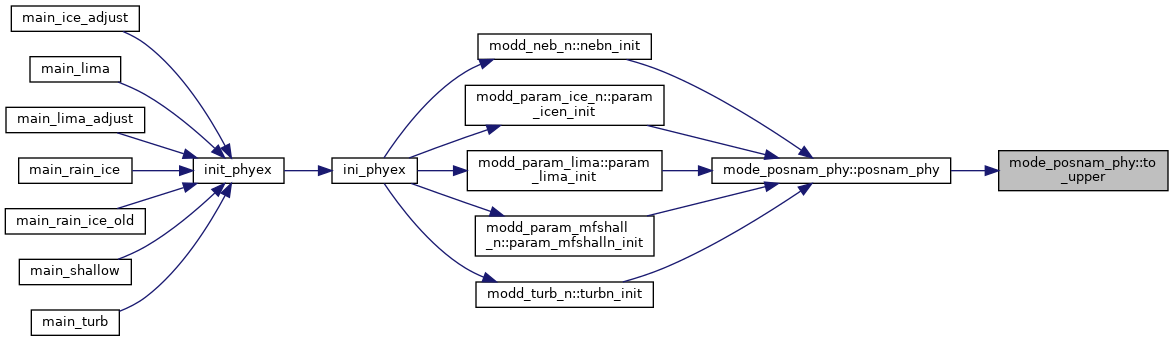 main_ice_adjust
main_lima
main_lima_adjust
main_rain_ice
main_rain_ice_old
main_shallow
main_turb
init_phyex
ini_phyex
modd_neb_n::nebn_init
modd_param_ice_n::param
_icen_init
modd_param_lima::param
_lima_init
modd_param_mfshall
_n::param_mfshalln_init
modd_turb_n::turbn_init
mode_posnam_phy::posnam_phy
mode_posnam_phy::to
_upper